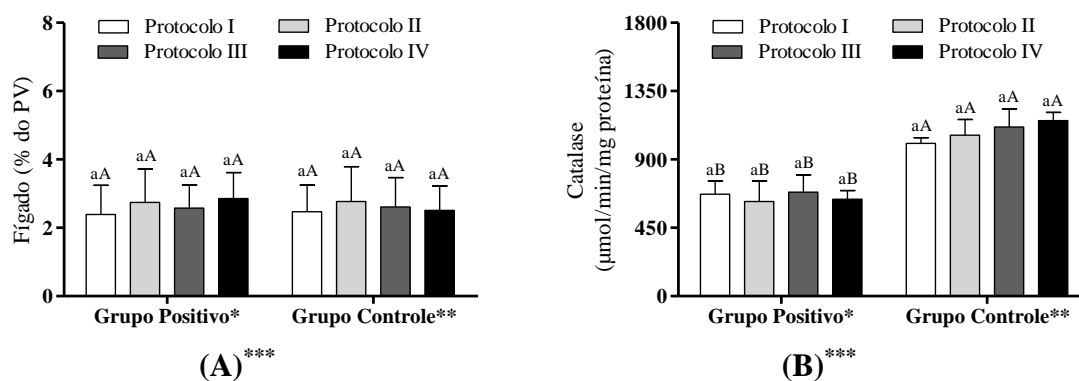 8
6
4
2
0
Fígado (% do PV)
Protocolo I
Protocolo II
Protocolo III
Protocolo IV
aA
aA
aA
aA
aA
aA
aA
aA
Grupo Positivo*
Grupo Controle**
(A)***
1800
1350
900
450
0
Catalase
(µmol/min/mg proteína)
Protocolo I
Protocolo II
Protocolo III
Protocolo IV
aB
aB
aB
aB
aA
aA
aA
aA
Grupo Positivo*
Grupo Controle**
(B)***